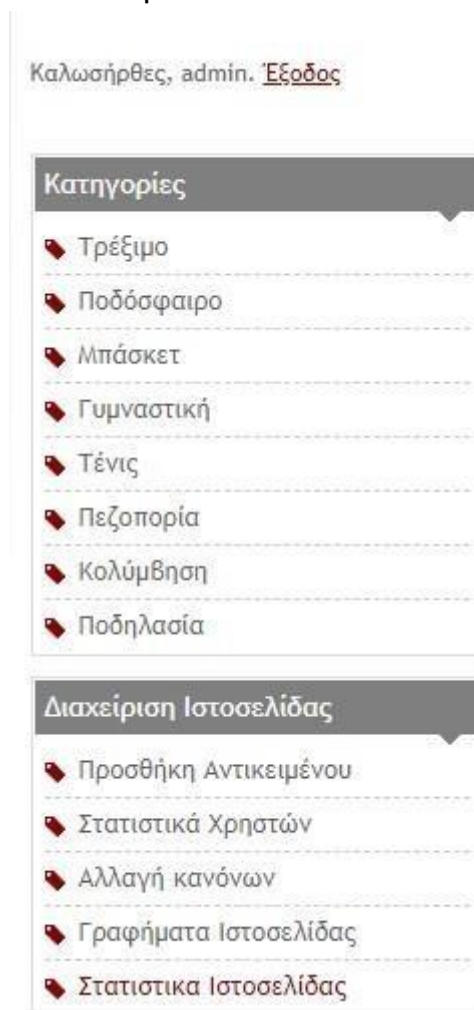 Καλωσήρθες, admin. Έξοδος
Κατηγορίες
Τρέξιμο
Ποδόσφαιρο
Μπάσκετ
Γυμναστική
Τένις
Πεζοπορία
Κολύμβηση
Ποδηλασία
Διαχείριση Ιστοσελίδας
Προσθήκη Αντικειμένου
Στατιστικά Χρηστών
Αλλαγή κανόνων
Γραφήματα Ιστοσελίδας
Στατιστικα Ιστοσελίδας